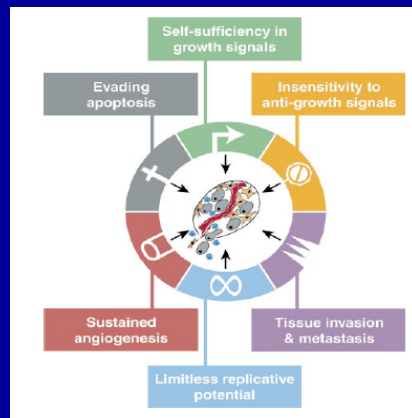 Self-sufficiency in
growth signals
Evading
apoptosis
Insensitivity to
anti-growth signals
Sustained
angiogenesis
Tissue invasion
& metastasis
Limitless replicative
potential